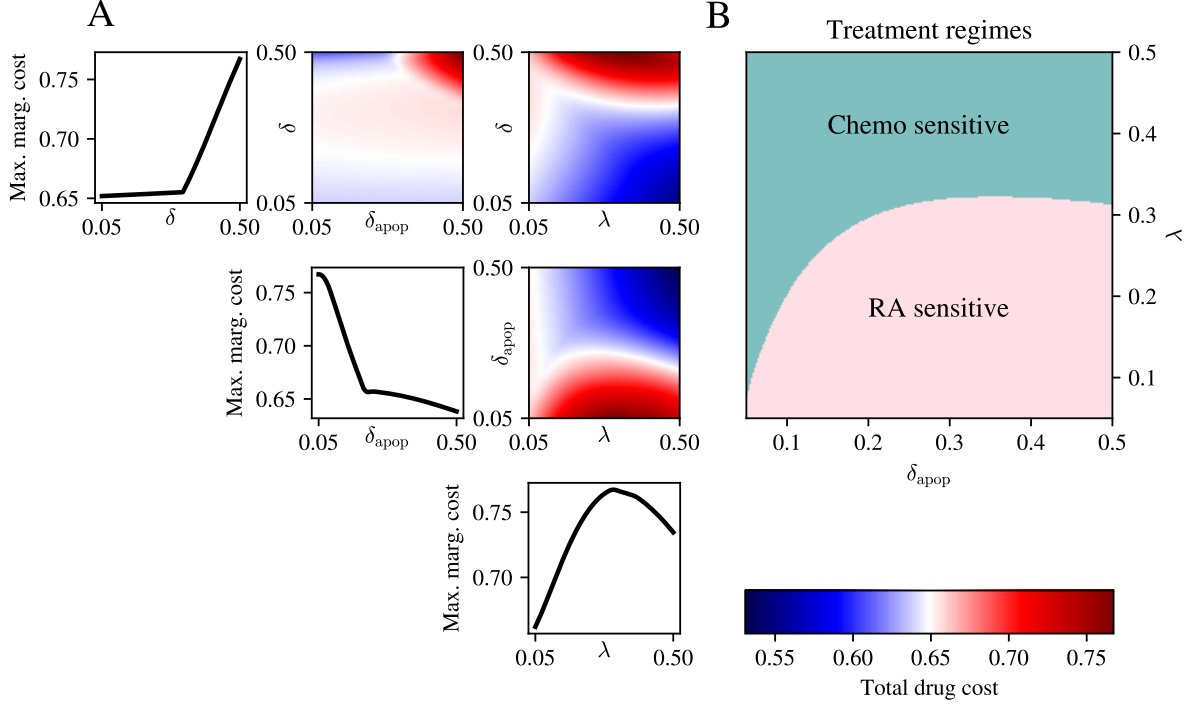 A
B
Treatment regimes
Max. marg. cost
0.75
0.70
0.65
0.05
δ
0.50
0.50
δ
0.05
0.05
δapop
0.50
0.50
δ
0.05
0.05
λ
0.50
Chemo sensitive
RA sensitive
0.5
0.4
0.3
0.2
0.1
λ
0.1
0.2
0.3
0.4
0.5
δapop
Max. marg. cost
0.75
0.70
0.65
0.05
δapop
0.50
0.50
δapop
0.05
0.05
λ
0.50
Max. marg. cost
0.75
0.70
0.05
λ
0.50
0.55
0.60
0.65
0.70
0.75
Total drug cost